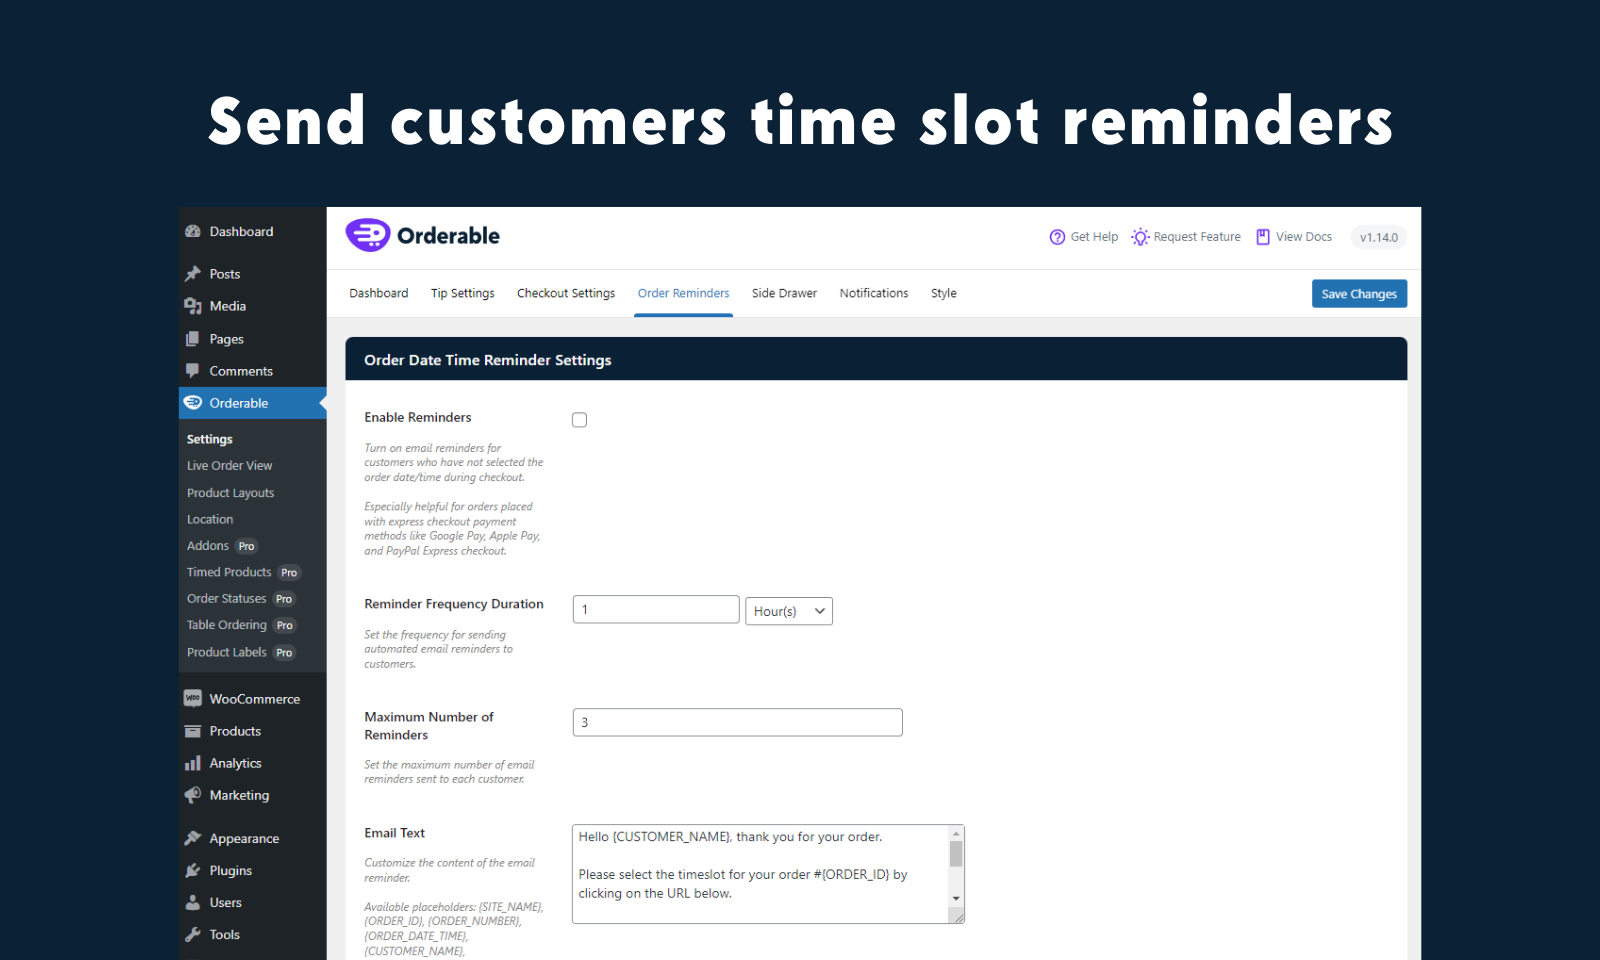 Send customers time slot reminders
Dashboard
Posts
Media
Pages
Comments
Orderable
Settings
Live Order View
Product Layouts
Location
Addons Pro
Timed Products Pro
Order Statuses Pro
Table Ordering Pro
Product Labels Pro
WooCommerce
Products
Analytics
Marketing
Appearance
Plugins
Users
Tools
Orderable
Get Help Request Feature View Docs v1.14.0
Dashboard Tip Settings Checkout Settings Order Reminders Side Drawer Notifications Style Save Changes
Order Date Time Reminder Settings
Enable Reminders
Turn on email reminders for
customers who have not selected the
order date/time during checkout.
Especially helpful for orders placed
with express checkout payment
methods like Google Pay, Apple Pay,
and PayPal Express checkout.
Reminder Frequency Duration
1 Hour(s)
Set the frequency for sending
automated email reminders to
customers.
Maximum Number of
Reminders
3
Set the maximum number of email
reminders sent to each customer.
Email Text
Customize the content of the email
reminder.
Available placeholders: {SITE_NAME},
{ORDER_ID}, {ORDER_NUMBER},
{ORDER_DATE_TIME},
{CUSTOMER_NAME},
Hello {CUSTOMER_NAME}, thank you for your order.
Please select the timeslot for your order #{ORDER_ID} by
clicking on the URL below.